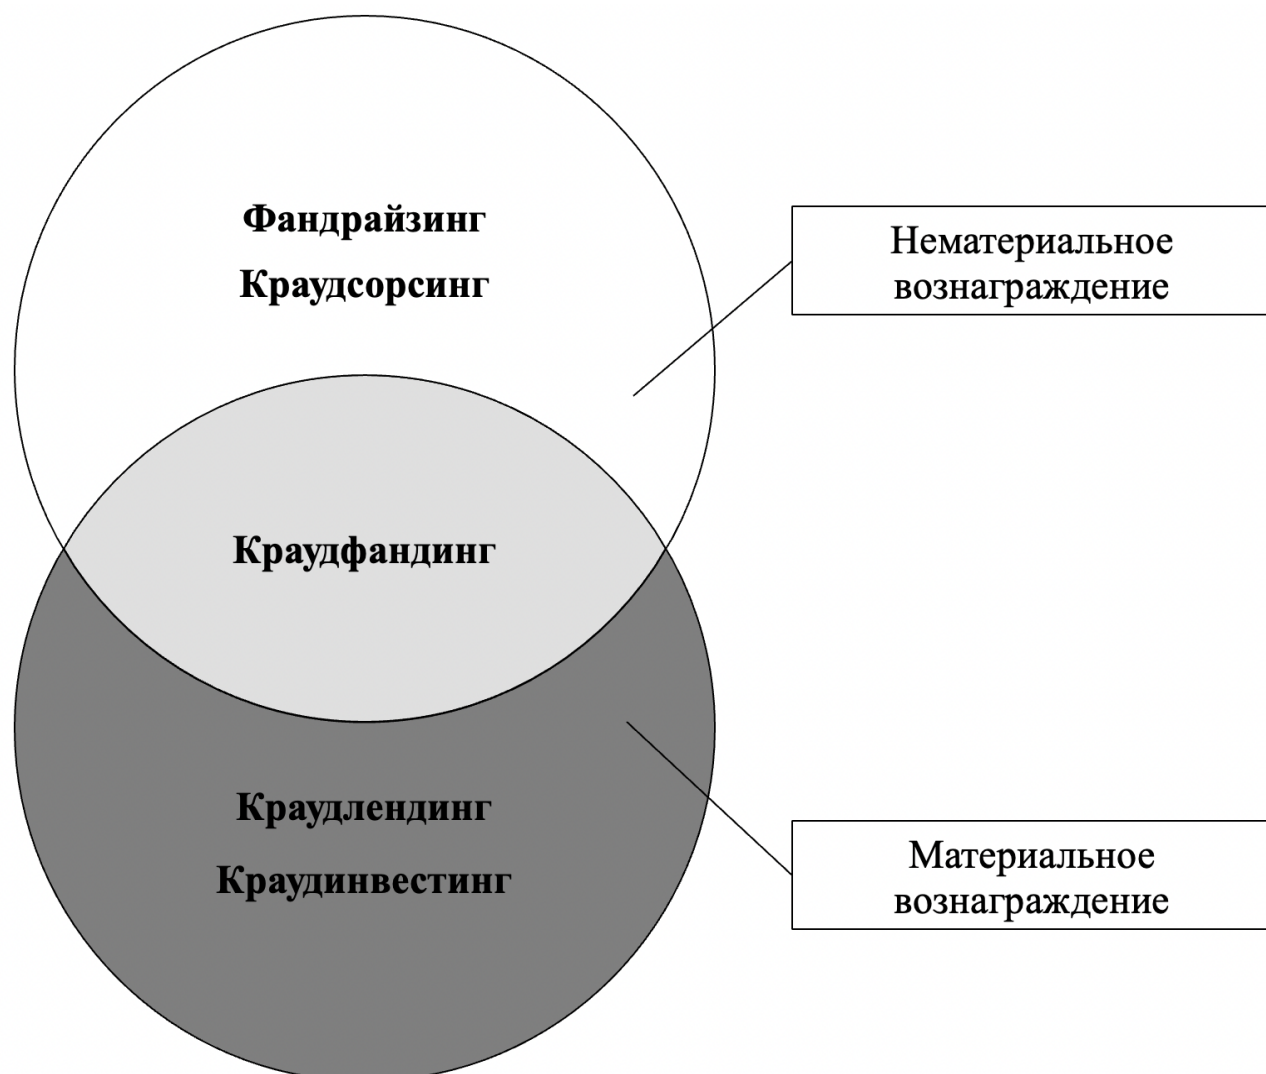 Фандрайзинг
Краудсорсинг
Нематериальное
вознаграждение
Краудфандинг
Краудлендинг
Краудинвестинг
Материальное
вознаграждение